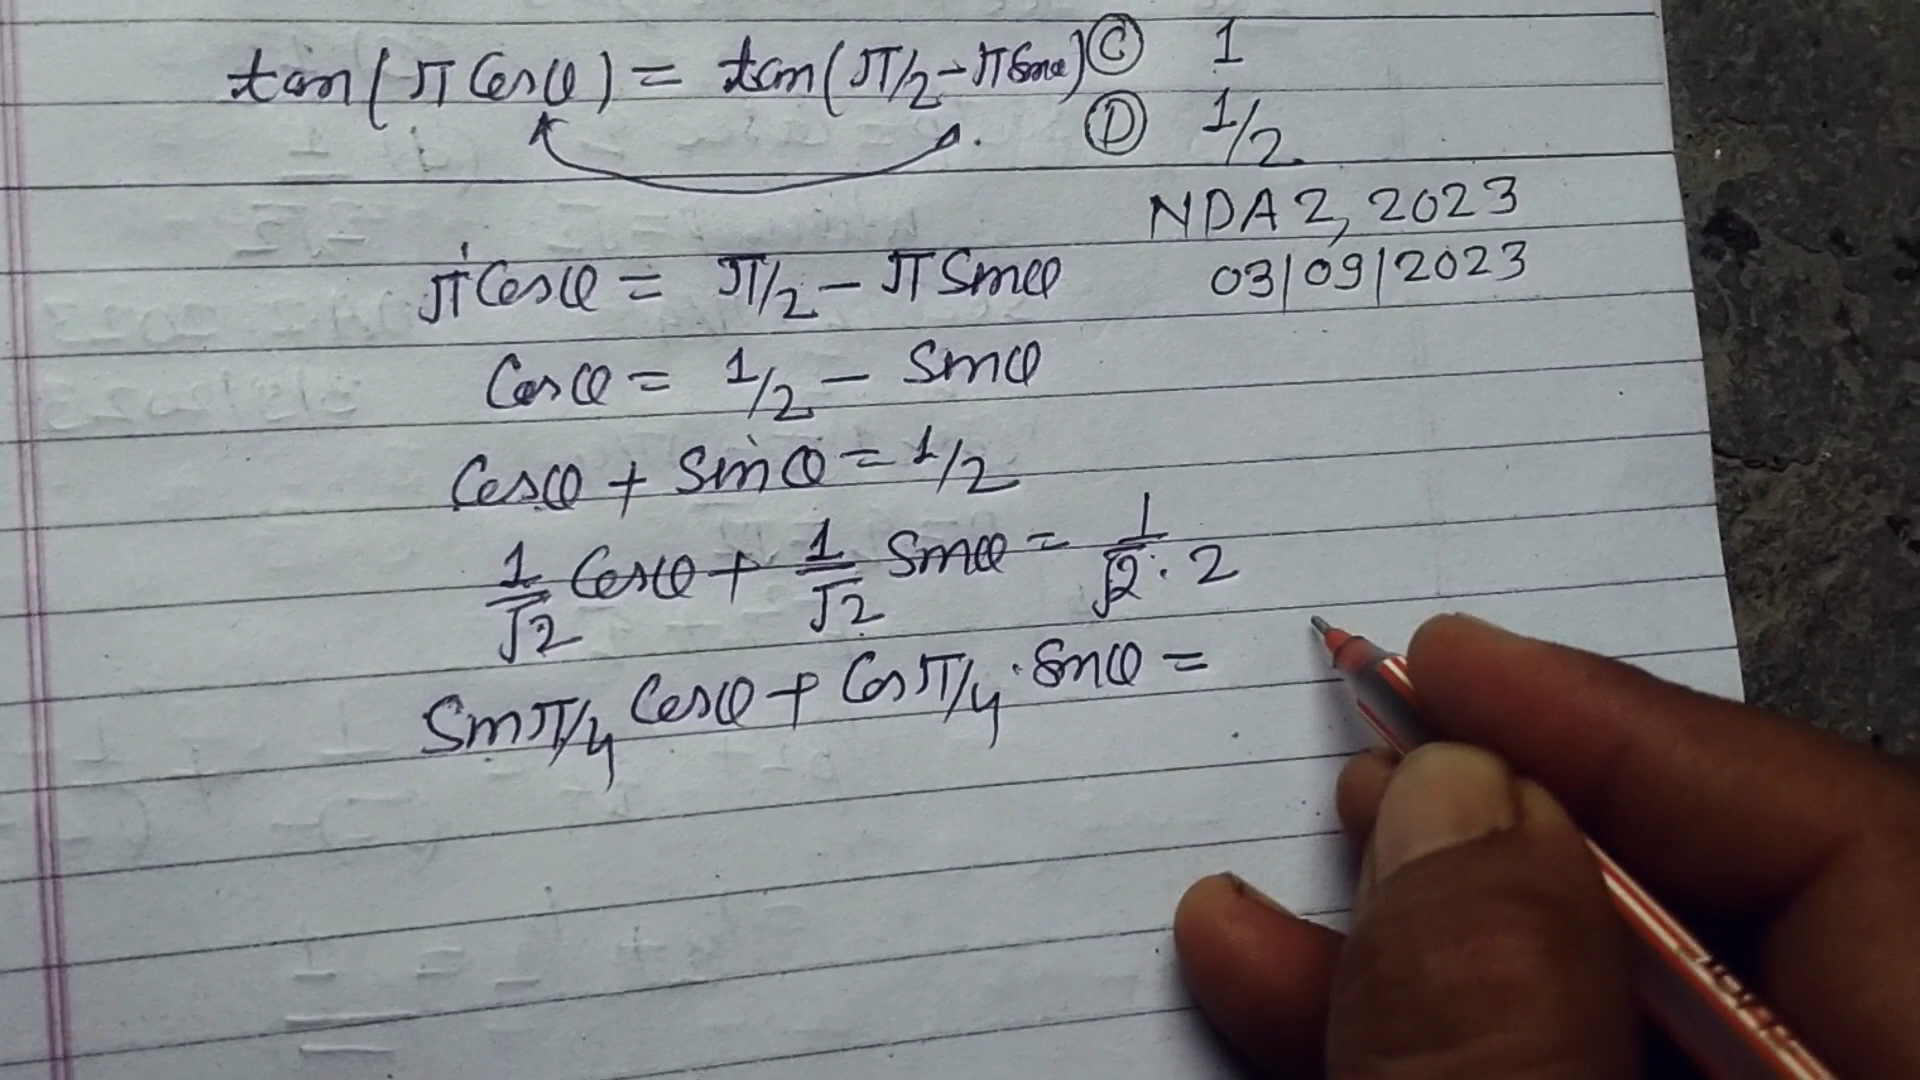 tan(π Cosθ) = tan(π/2 - π Sinθ) Ⓒ 1
Ⓓ 1/2
NDA 2, 2023
03/09/2023
π Cosθ = π/2 - π Sinθ
Cosθ = 1/2 - Sinθ
Cosθ + Sinθ = 1/2
1/√2 Cosθ + 1/√2 Sinθ = 1/√2.2
Sinπ/4 Cosθ + Cosπ/4 . Sinθ =